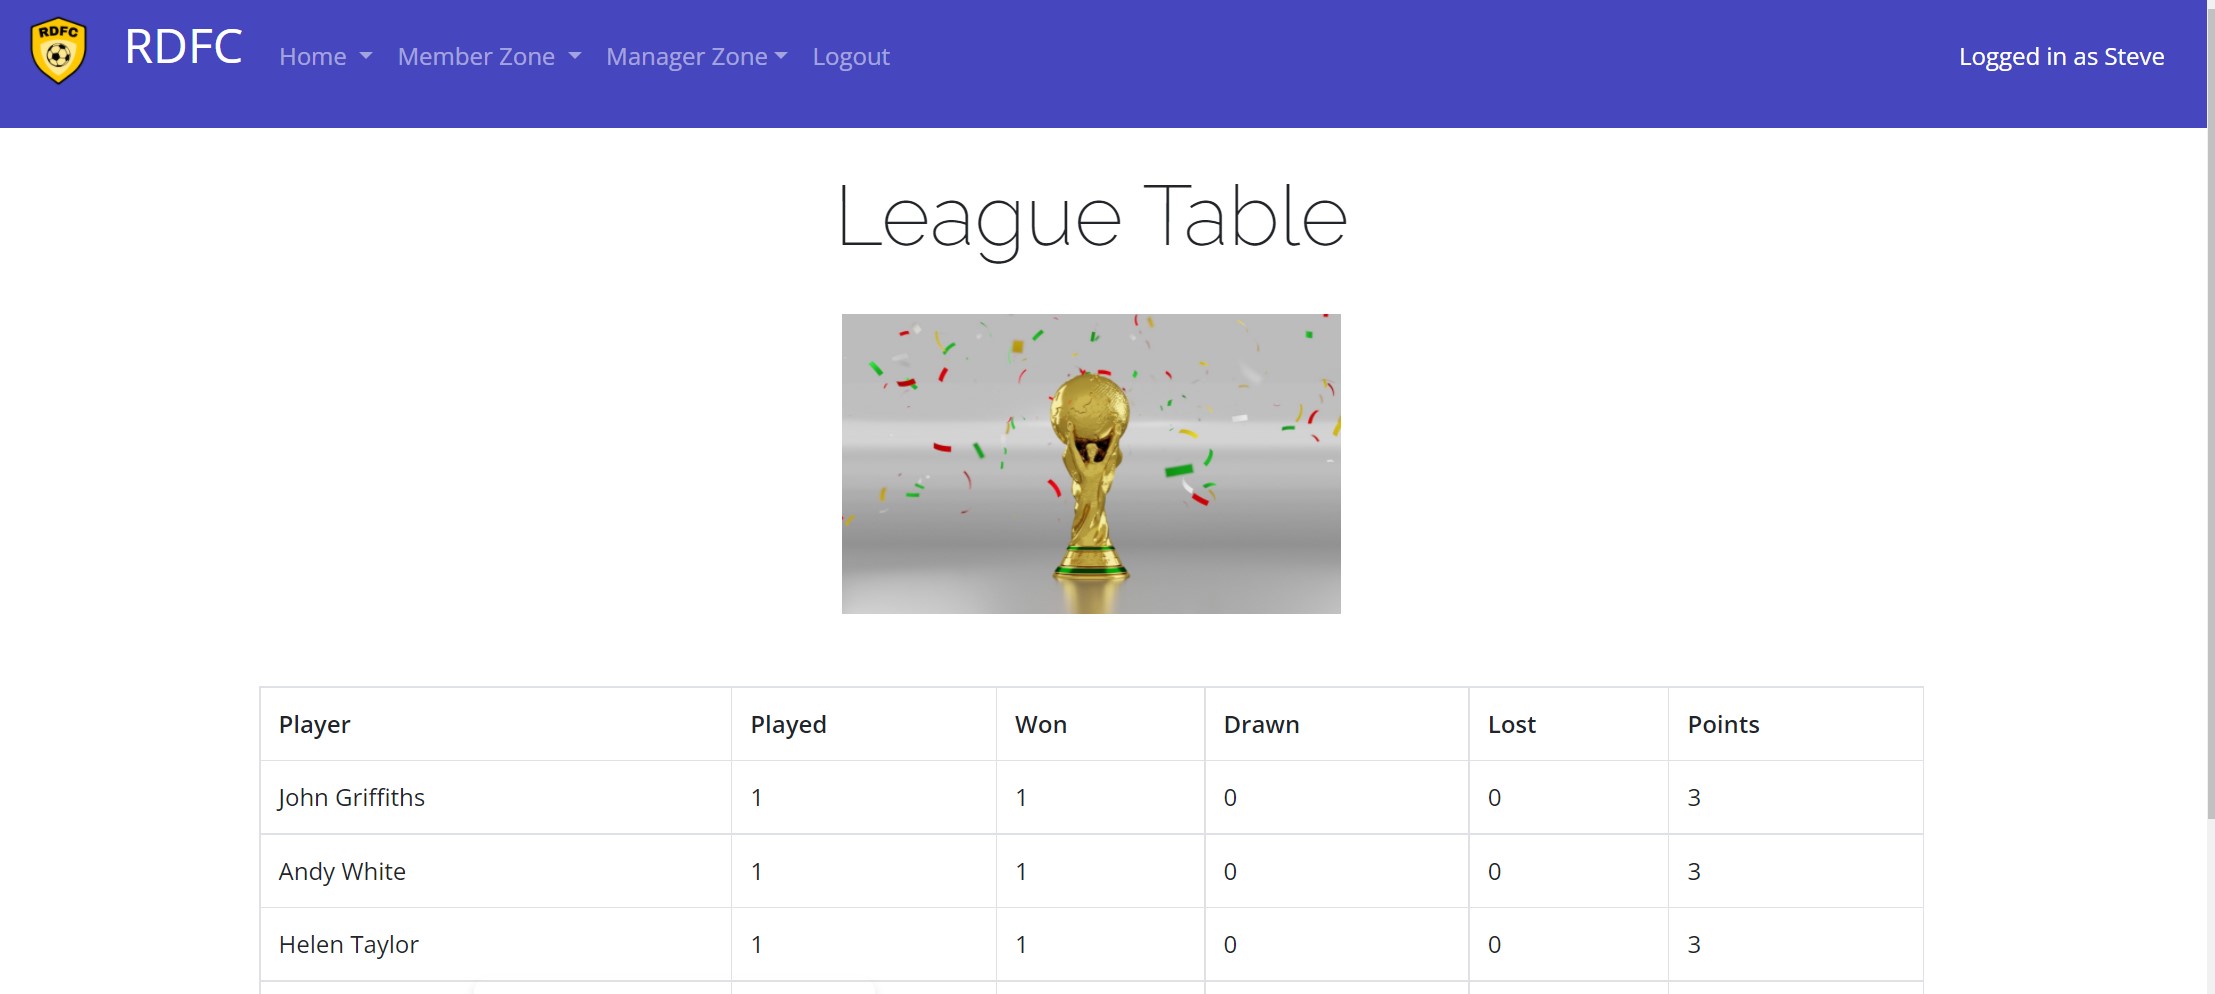 RDFC
RDFC Home Member Zone Manager Zone Logout Logged in as Steve
League Table
Player Played Won Drawn Lost Points
John Griffiths 1 1 0 0 3
Andy White 1 1 0 0 3
Helen Taylor 1 1 0 0 3